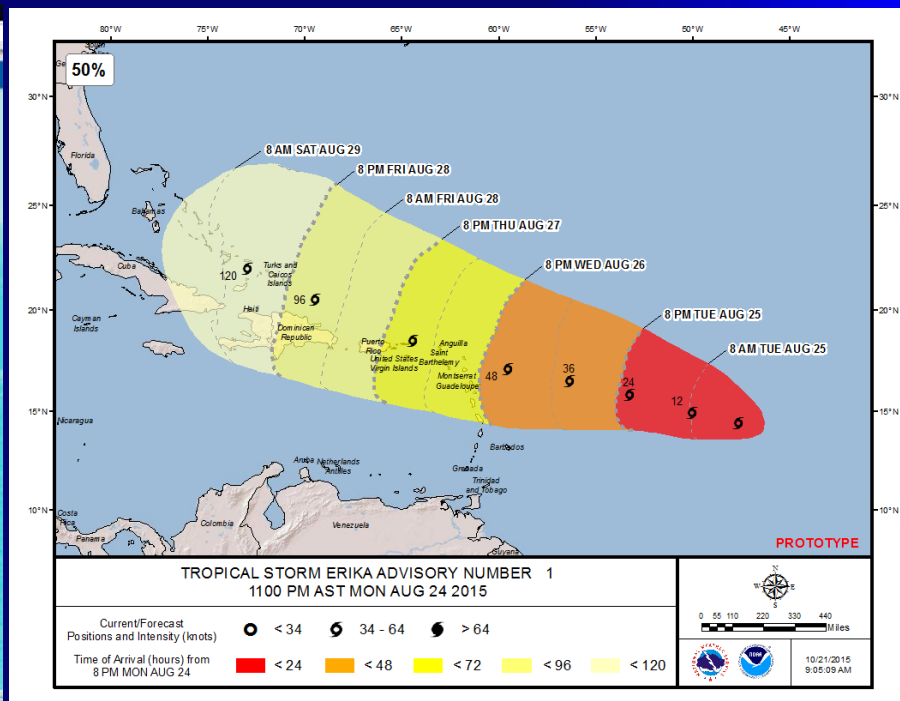 80°W 75°W 70°W 65°W 60°W 55°W 50°W 45°W
50%
30°N 30°N
Florida
8 AM SAT AUG 29
8 PM FRI AUG 28
8 AM FRI AUG 28
25°N 25°N
Bahamas
8 PM THU AUG 27
8 PM WED AUG 26
Cuba
120
Turks and
Caicos
Islands
96
20°N 20°N
Cayman
Islands
Haiti
Dominican
Republic
8 PM TUE AUG 25
Puerto
Rico
Anguilla
United States
Virgin Islands
Saint
Barthelemy
8 AM TUE AUG 25
Montserrat
Guadeloupe
48
36
24
12
15°N 15°N
Nicaragua
Barbados
Aruba
Netherlands
Antilles
Grenada
Trinidad
and Tobago
10°N 10°N
Costa
Rica
Panama
Colombia
Venezuela
Guyana
PROTOTYPE
TROPICAL STORM ERIKA ADVISORY NUMBER 1
1100 PM AST MON AUG 24 2015
Current/Forecast
Positions and Intensity (knots)
< 34 34 - 64 > 64
Time of Arrival (hours) from
8 PM MON AUG 24
< 24 < 48 < 72 < 96 < 120
N
W E
S
0 55 110 220 330 440
Miles
NOAA
10/21/2015
9:05:09 AM